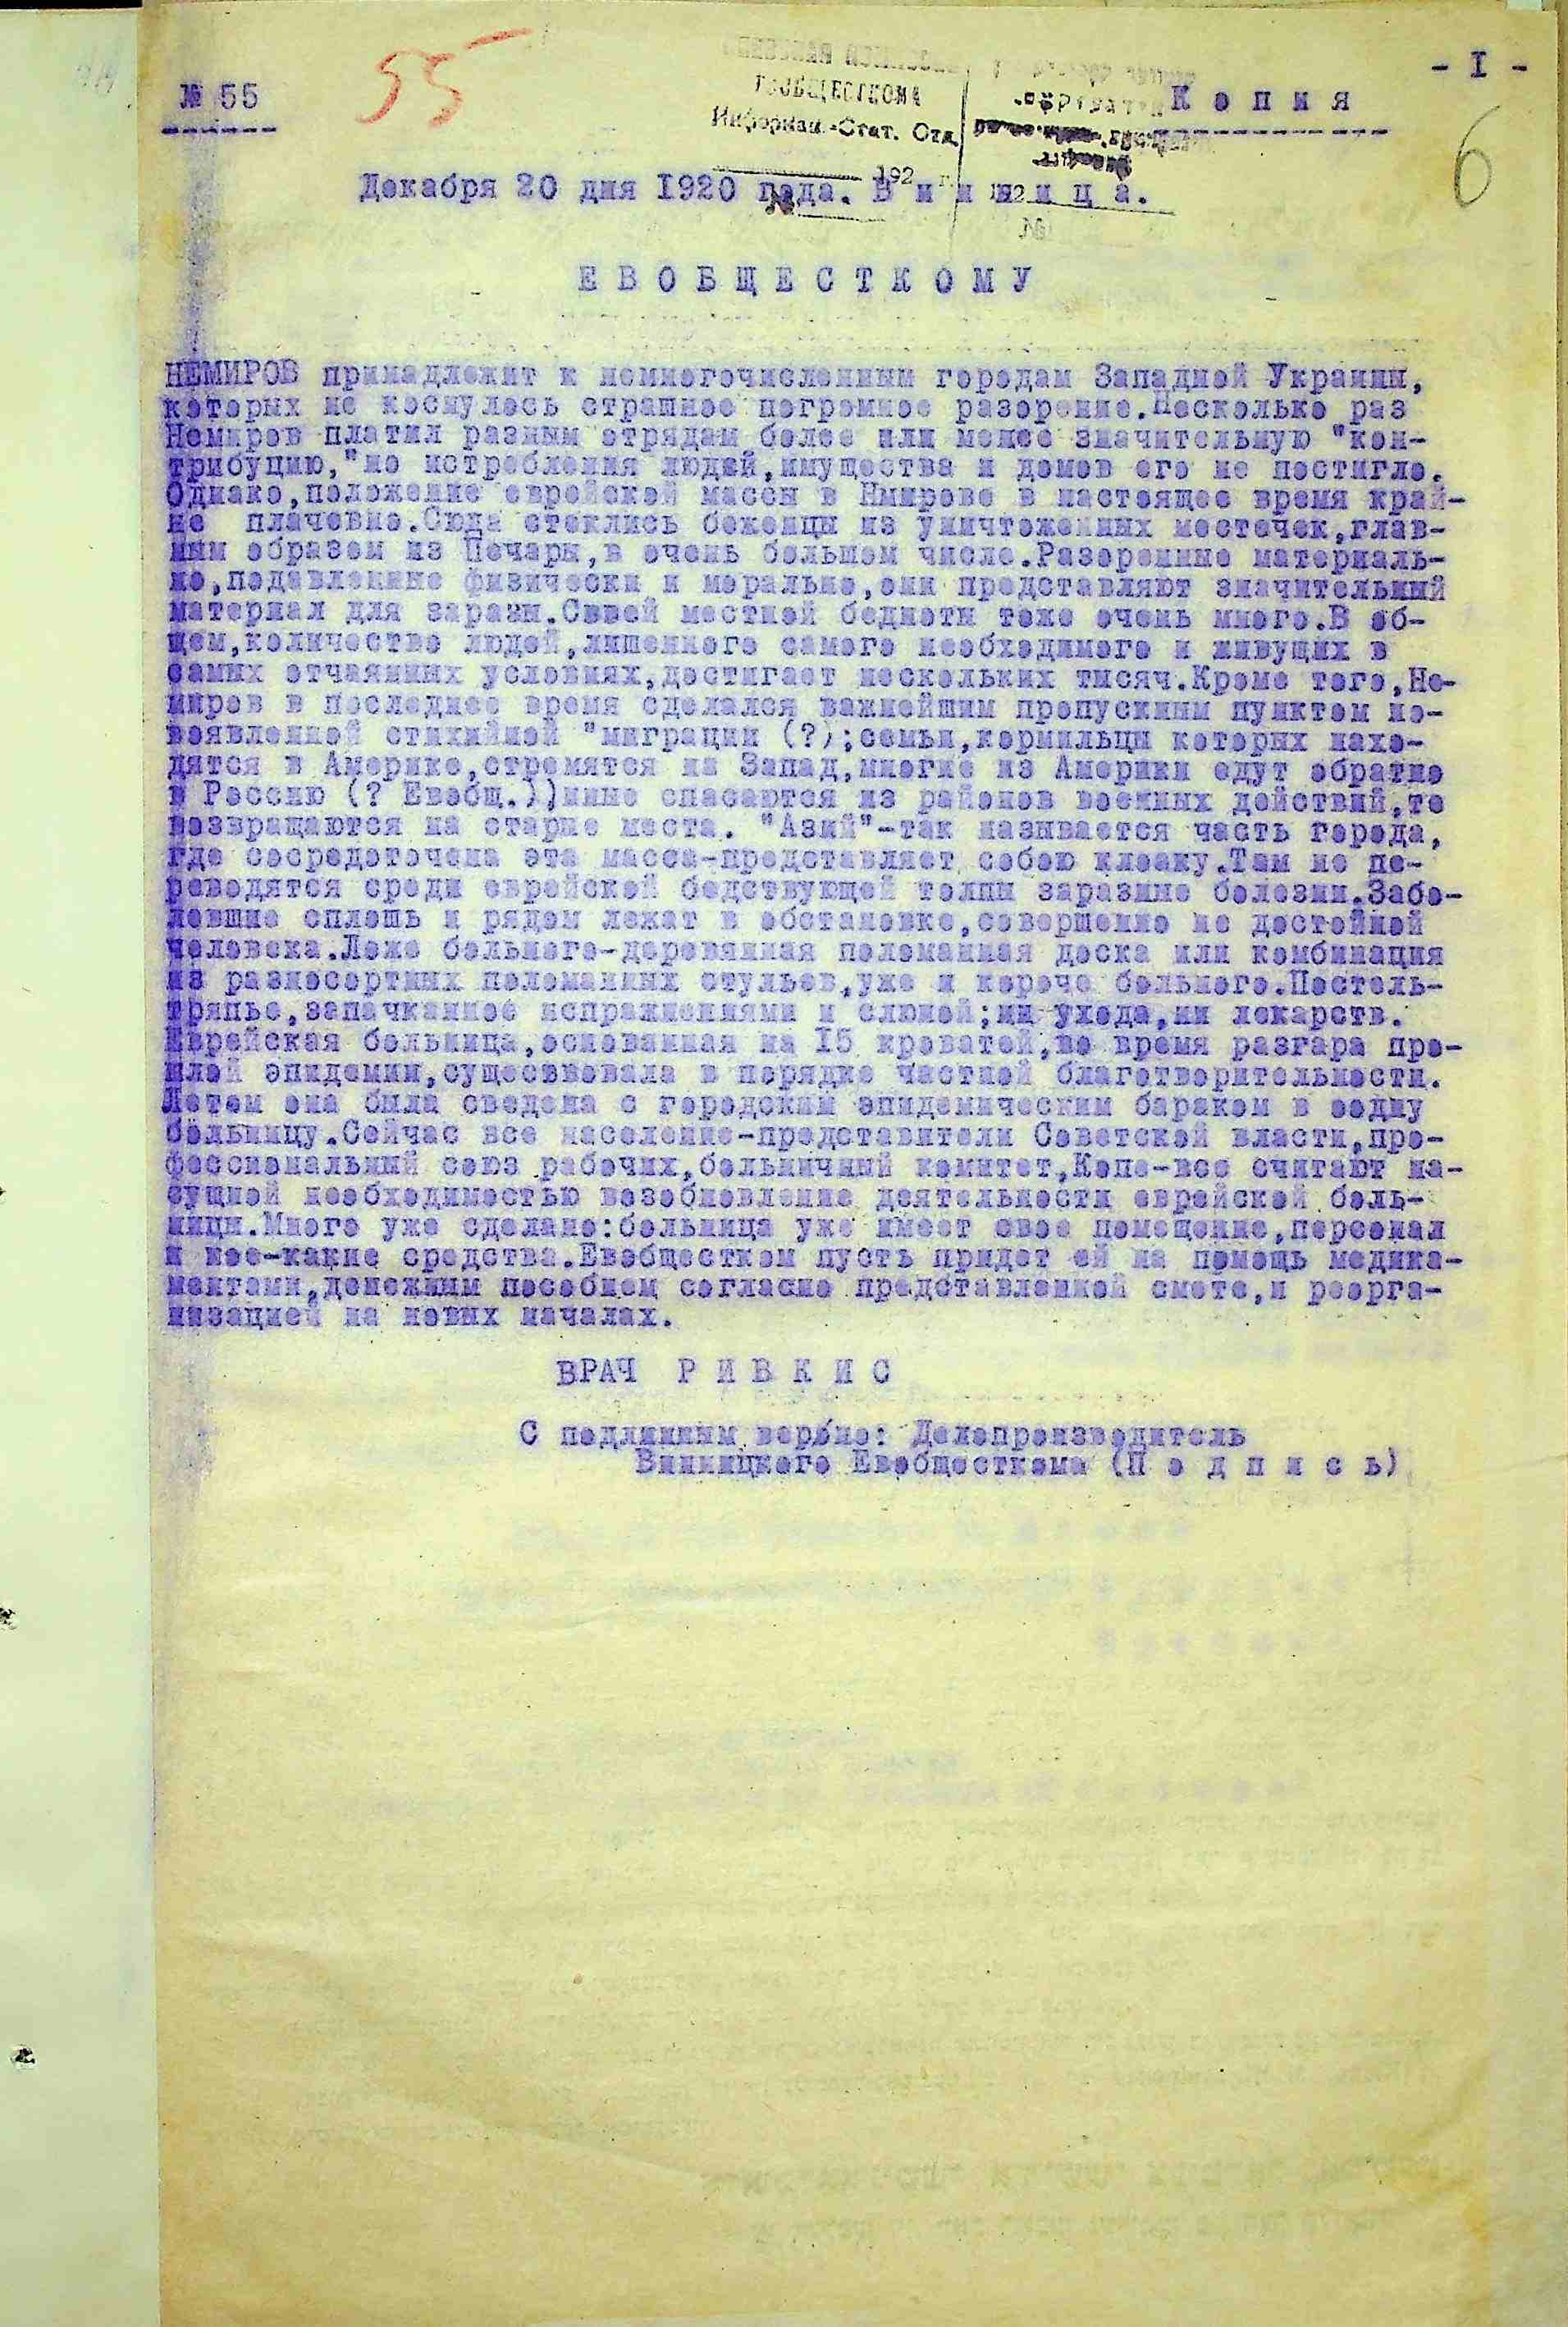 - I -
№ 55
55
К о п и я
ЕВОБЩЕСТКОМА
Информац.-Стат. Отд.
6
192 г.
Декабря 20 дня 1920 года. В и н н и ц а.
№
Е В О Б Щ Е С Т К О М У
НЕМИРОВ принадлежит к немногочисленным городам Западной Украины,
которых не коснулось страшное погромное разорение.Несколько раз
Немиров платил разным отрядам более или менее значительную "кон-
трибуцию,"но истребления людей,имущества и домов его не постигло.
Однако,положение еврейской массы в Нмирове в настоящее время край-
не плачевно.Сюда стеклись беженцы из уничтоженных местечек,глав-
ным образом из Печары,в очень большом числе.Разоренные материаль-
но,подавленные физически и морально,они представляют значительный
материал для заразы.Своей местной бедноты тоже очень много.В об-
щем,количество людей,лишенного самого необходимого и живущих в
самых отчаянных условиях,достигает нескольких тысяч.Кроме того,Не-
миров в последнее время сделался важнейшим пропускным пунктом но-
воявленной стихийной "миграции (?);семьи,кормильцы которых нахо-
дятся в Америке,стремятся на Запад,многие из Америки едут обратно
в Россию (? Евобщ.))иные спасаются из районов военных действий,то
возвращаются на старые места. "Азий"-так называется часть города,
где сосредоточена эта масса-представляет собою клоаку.Там не пе-
реводятся среди еврейской бедствующей толпы заразные болезни.Забо-
левшие сплошь и рядом лежат в обстановке,совершенно не достойной
человека.Ложе больного-деревянная поломанная доска или комбинация
из разносортных поломанных стульев,уже и короче больного.Постель-
тряпье,запачканное испражнениями и слюной;ни ухода,ни лекарств.
Еврейская больница,основанная на 15 кроватей,во время разгара про-
шлой эпидемии,существовала в порядке частной благотворительности.
Летом она была сведена с городским эпидемическим бараком в оодну
больницу.Сейчас все население-представители Советской власти,про-
фессиональный союз рабочих,больничный комитет,Копе-все считают на-
сущной необходимостью возобновление деятельности еврейской боль-
ницы.Много уже сделано:больница уже имеет свое помещение,персонал
и кое-какие средства.Евобщестком пусть придет ей на помощь медика-
ментами,денежным пособием согласно представленной смете,и реорга-
низацией на новых началах.
ВРАЧ Р И В К И С
С подлинным верно: Делопроизводитель
Винницкого Евобщесткома (П о д п и с ь)